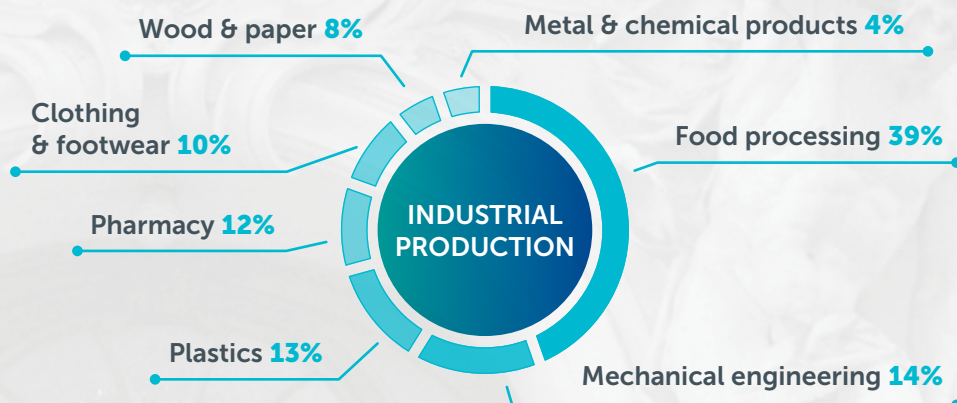 Wood & paper 8%
Metal & chemical products 4%
Clothing
& footwear 10%
Food processing 39%
Pharmacy 12%
INDUSTRIAL
PRODUCTION
Plastics 13%
Mechanical engineering 14%